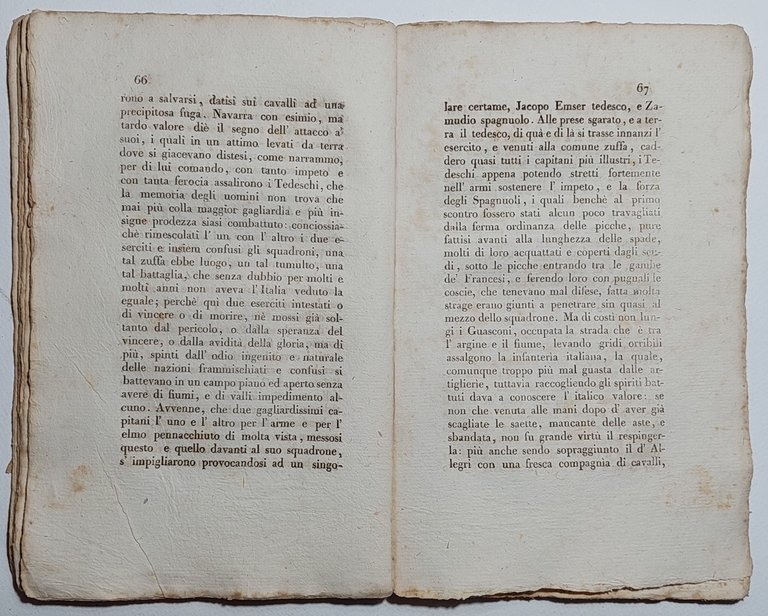 66
rono a salvarsi, datisi sui cavalli ad una
precipitosa fuga. Navarra con esimio, ma
tardo valore diè il segno dell' attacco a'
suoi, i quali in un attimo levati da terra
dove si giacevano distesi, come narrammo,
per di lui comando, con tanto impeto e
con tanta ferocia assalirono i Tedeschi, che
la memoria degli uomini non trova che
mai più colla maggior gagliardia e più in-
signe prodezza siasi combattuto: conciossia-
chè rimescolati l' un con l' altro i due e-
serciti e insiem confusi gli squadroni, una
tal zuffa ebbe luogo, un tal tumulto, una
tal battaglia, che senza dubbio per molti e
molti anni non aveva l' Italia veduto la
eguale; perchè quì due eserciti intestati o
di vincere o di morire, nè mossi già sol-
tanto dal pericolo, o dalla speranza del
vincere, o dalla avidità della gloria, ma di
più, spinti dall' odio ingenito e naturale
delle nazioni frammischiati e confusi si
battevano in un campo piano ed aperto senza
avere di fiumi, e di valli impedimento al-
cuno. Avvenne, che due gagliardissimi ca-
pitani l' uno e l' altro per l' arme e per l'
elmo pennacchiuto di molta vista, messosi
questo e quello davanti al suo squadrone,
s' impigliarono provocandosi ad un singo-
67
lare certame, Jacopo Emser tedesco, e Za-
mudio spagnuolo. Alle prese sgarato, e a ter-
ra il tedesco, di quà e di là si trasse innanzi l'
esercito, e venuti alla comune zuffa, cad-
dero quasi tutti i capitani più illustri, i Te-
deschi appena potendo stretti fortemente
nell' armi sostenere l' impeto, e la forza
degli Spagnuoli, i quali benchè al primo
scontro fossero stati alcun poco travagliati
dalla ferma ordinanza delle picche, pure
fattisi avanti alla lunghezza delle spade,
molti di loro acquattati e coperti dagli scu-
di, sotto le picche entrando tra le gambe
de' Francesi, e ferendo loro con pugnali le
coscie, che tenevano mal difese, fatta molta
strage erano giunti a penetrare sin quasi al
mezzo dello squadrone. Ma di costì non lun-
gi i Guasconi, occupata la strada che è tra
l' argine e il fiume, levando gridi orribili
assalgono la infanteria italiana, la quale,
comunque troppo più mal guasta dalle ar-
tiglierie, tuttavia raccogliendo gli spiriti bat-
tuti dava a conoscere l' italico valore: se
non che venuta alle mani dopo d' aver già
scagliate le saette, mancante delle aste, e
sbandata, non fu grande virtù il respinger-
la: più anche sendo sopraggiunto il d' Al-
legri con una fresca compagnìa di cavalli,